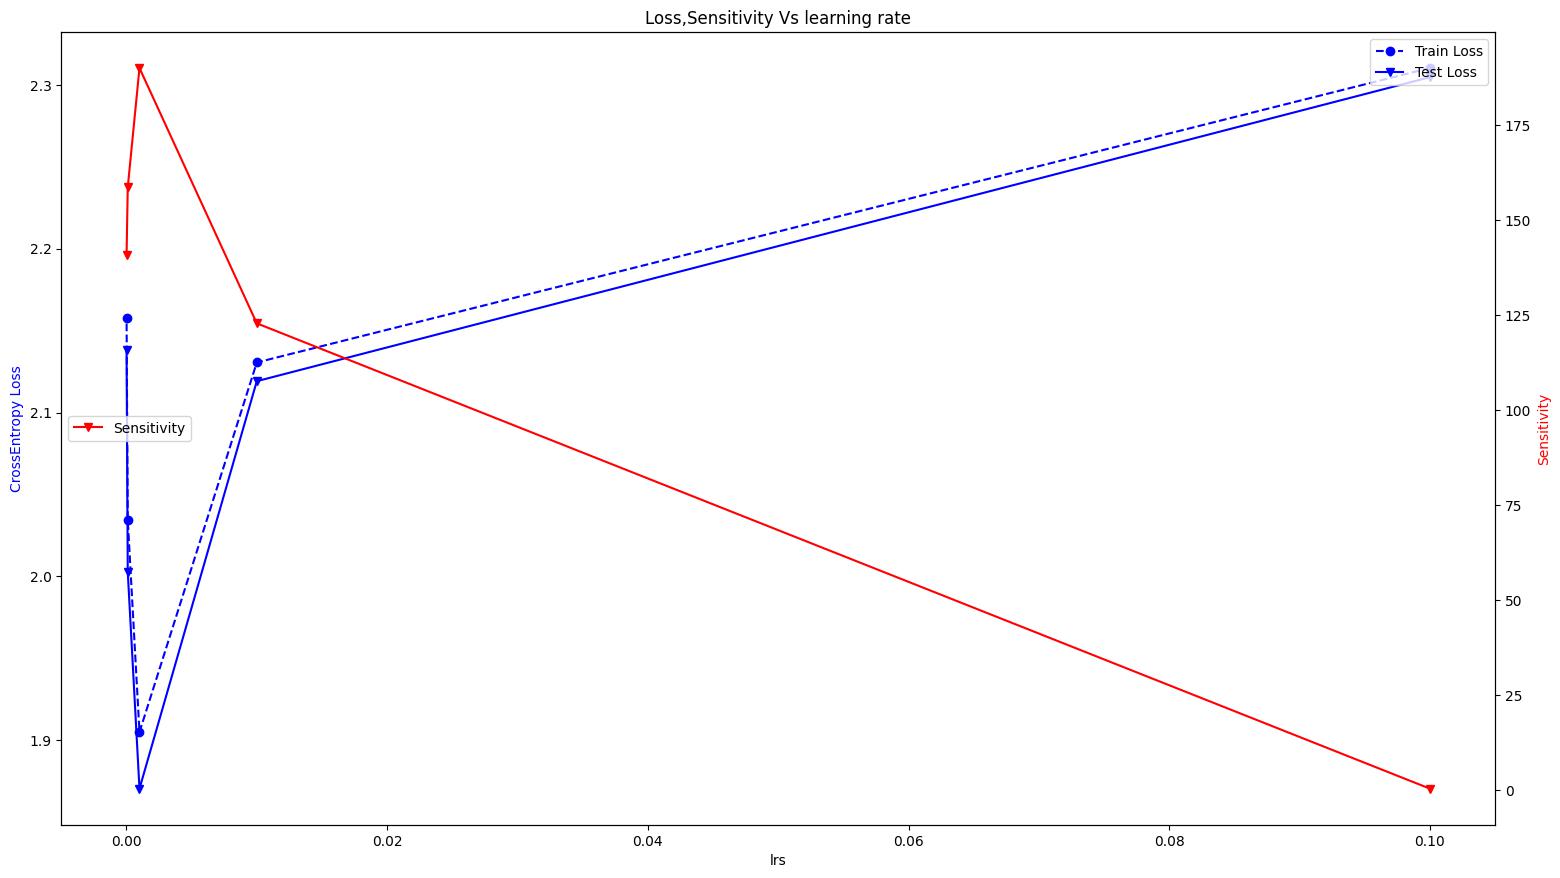 Loss,Sensitivity Vs learning rate
Train Loss
Test Loss
Sensitivity
CrossEntropy Loss
2.3
2.2
2.1
2.0
1.9
Sensitivity
175
150
125
100
75
50
25
0
0.00
0.02
0.04
0.06
0.08
0.10
lrs